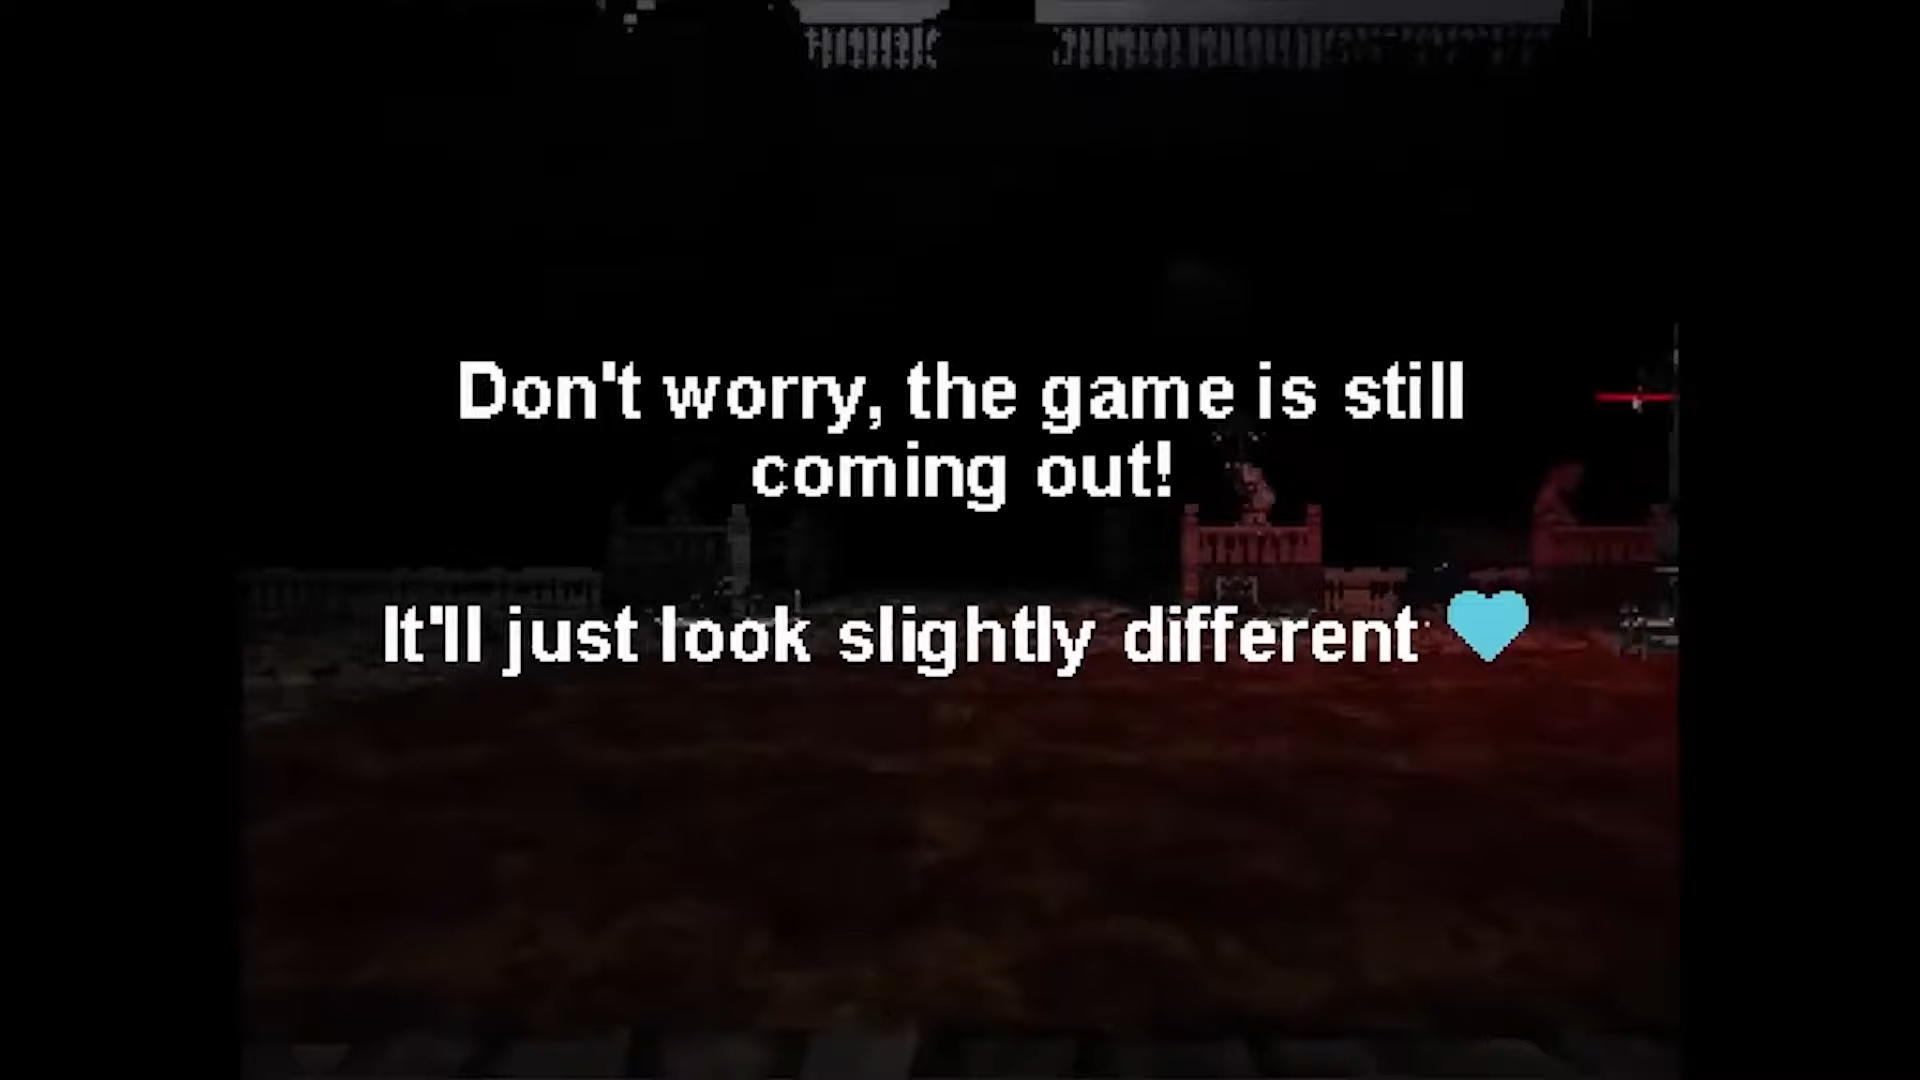 Don't worry, the game is still
coming out!
It'll just look slightly different 🩵